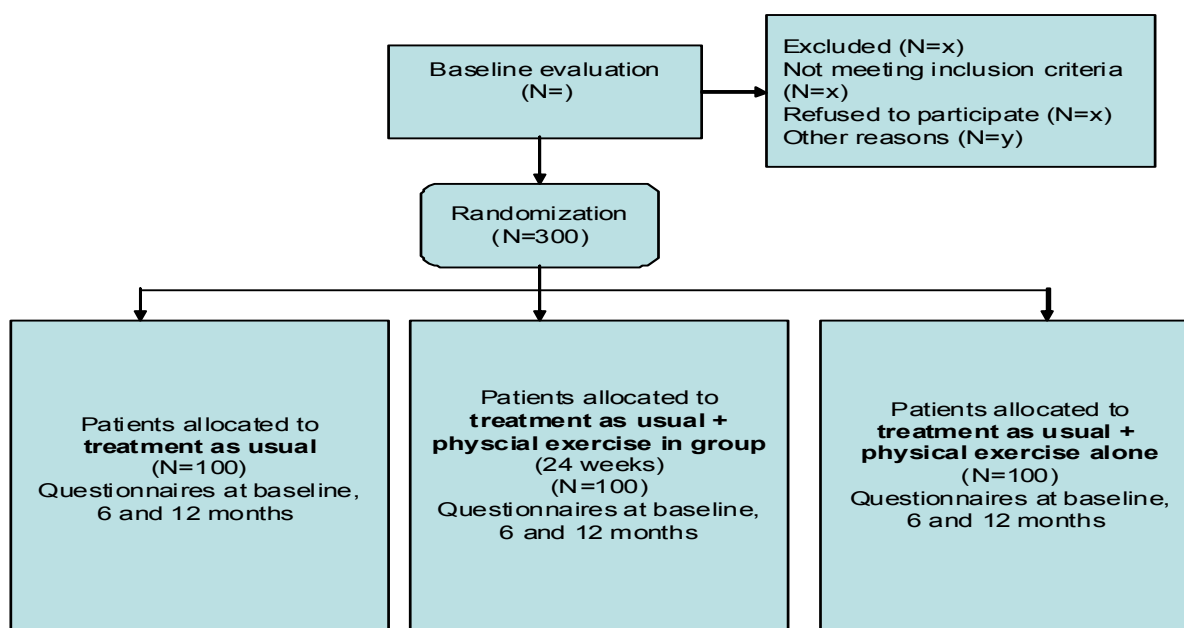 Baseline evaluation
(N=)
Excluded (N=x)
Not meeting inclusion criteria
(N=x)
Refused to participate (N=x)
Other reasons (N=y)
Randomization
(N=300)
Patients allocated to
treatment as usual
(N=100)
Questionnaires at baseline,
6 and 12 months
Patients allocated to
treatment as usual +
physcial exercise in group
(24 weeks)
(N=100)
Questionnaires at baseline,
6 and 12 months
Patients allocated to
treatment as usual +
physical exercise alone
(N=100)
Questionnaires at baseline,
6 and 12 months